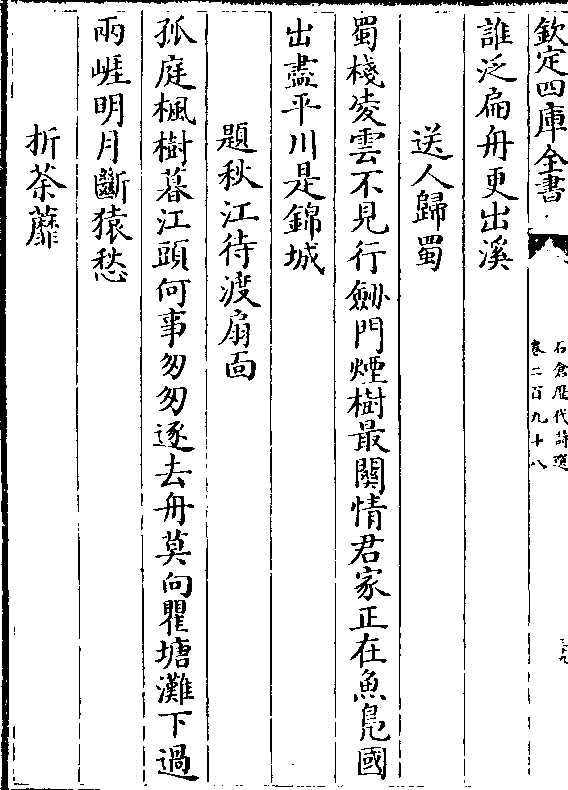 欽定四庫全書
石倉歷代詩選
卷二百九十八
誰泛扁舟更出溪
送人歸蜀
蜀棧凌雲不見行劔門煙樹最關情君家正在魚鳧國
出盡平川是錦城
題秋江待渡扇面
孤庭楓樹暮江頭何事匆匆逐去舟莫向瞿塘灘下過
兩崕明月斷猿愁
折荼蘼